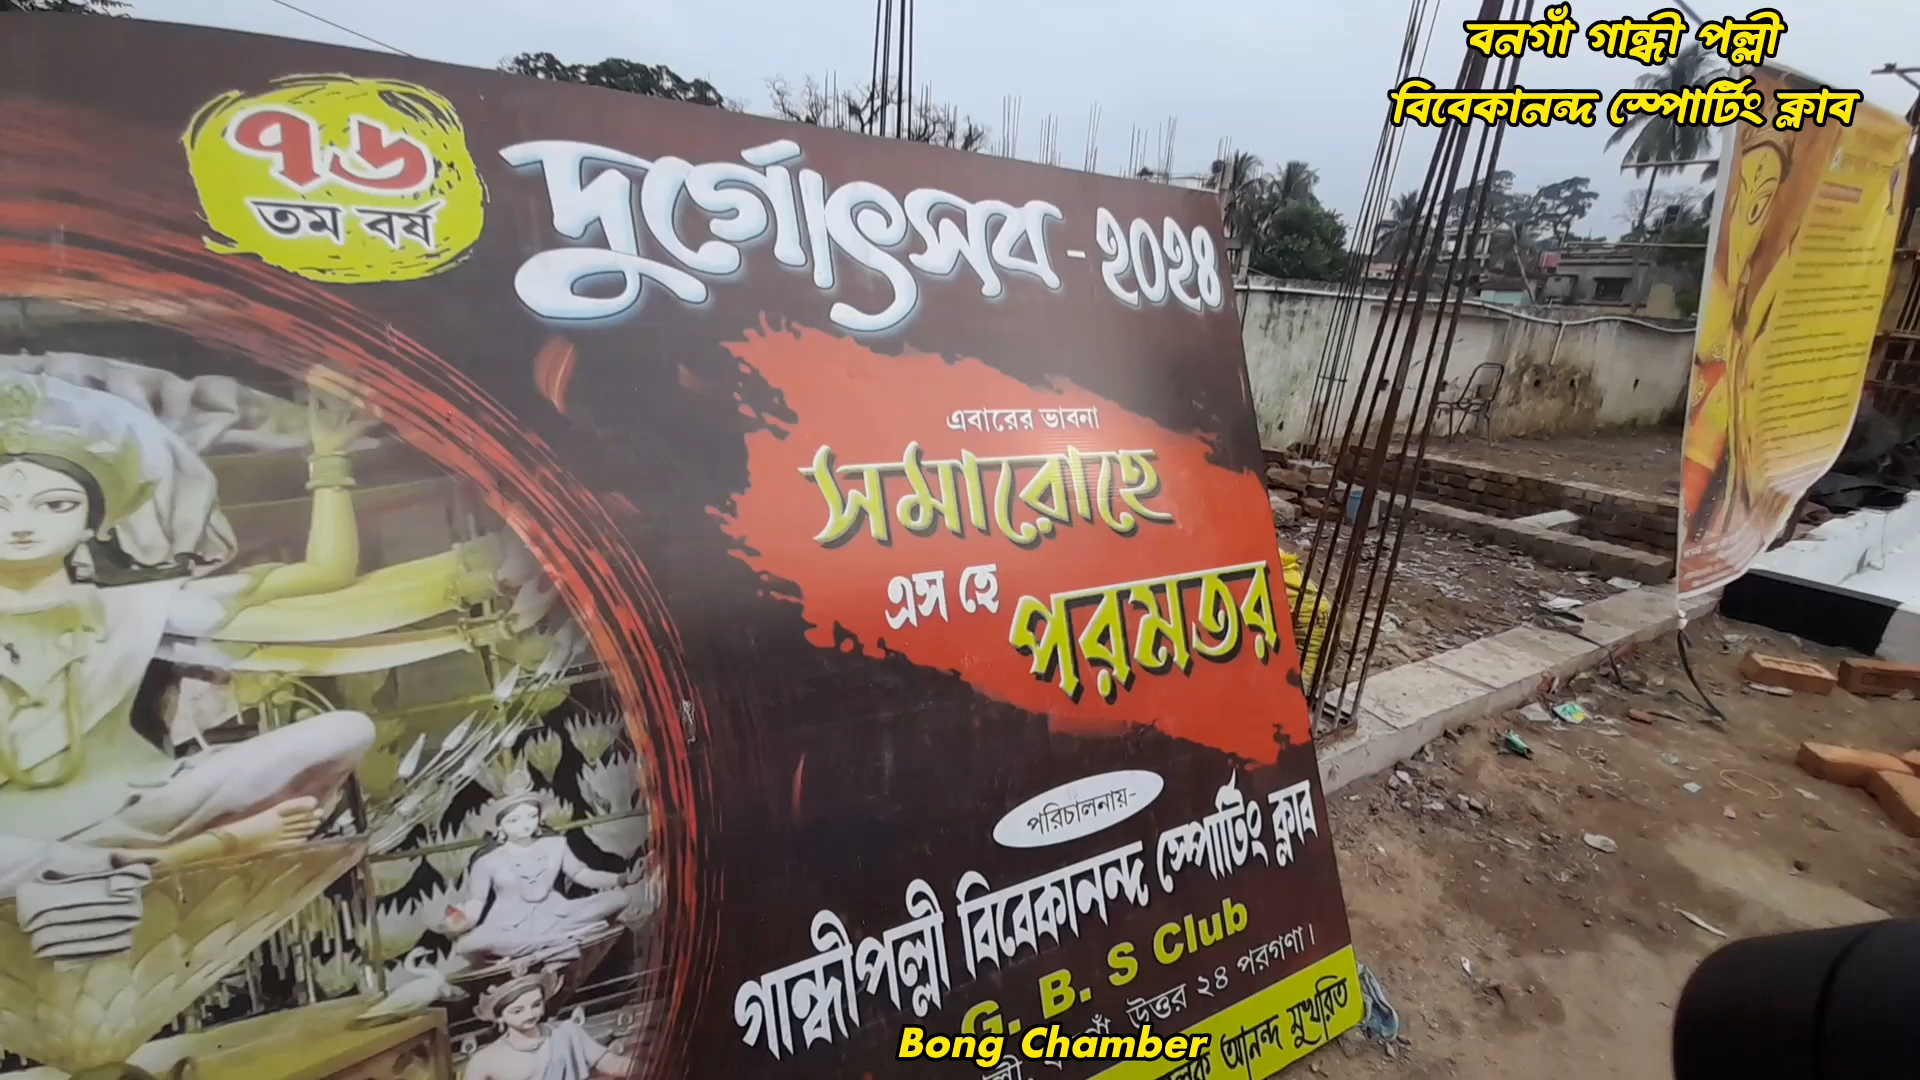 বনগাঁ গান্ধী পল্লী
বিবেকানন্দ স্পোর্টিং ক্লাব
৭৬
তম বর্ষ
দুর্গোৎসব - ২০২৪
এবারের ভাবনা
সমারোহে
এস হে পরমতর
পরিচালনায়-
গান্ধীপল্লী বিবেকানন্দ স্পোর্টিং ক্লাব
G. B. S Club
উত্তর ২৪ পরগণা।
আনন্দ মুখরিত
Bong Chamber